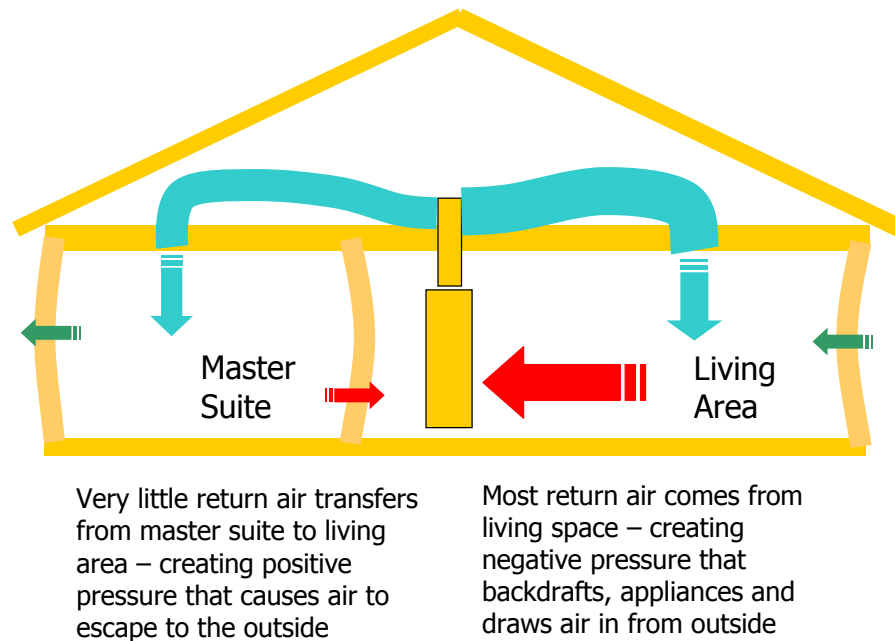 Master
Suite
Living
Area
Very little return air transfers
from master suite to living
area – creating positive
pressure that causes air to
escape to the outside
Most return air comes from
living space – creating
negative pressure that
backdrafts, appliances and
draws air in from outside